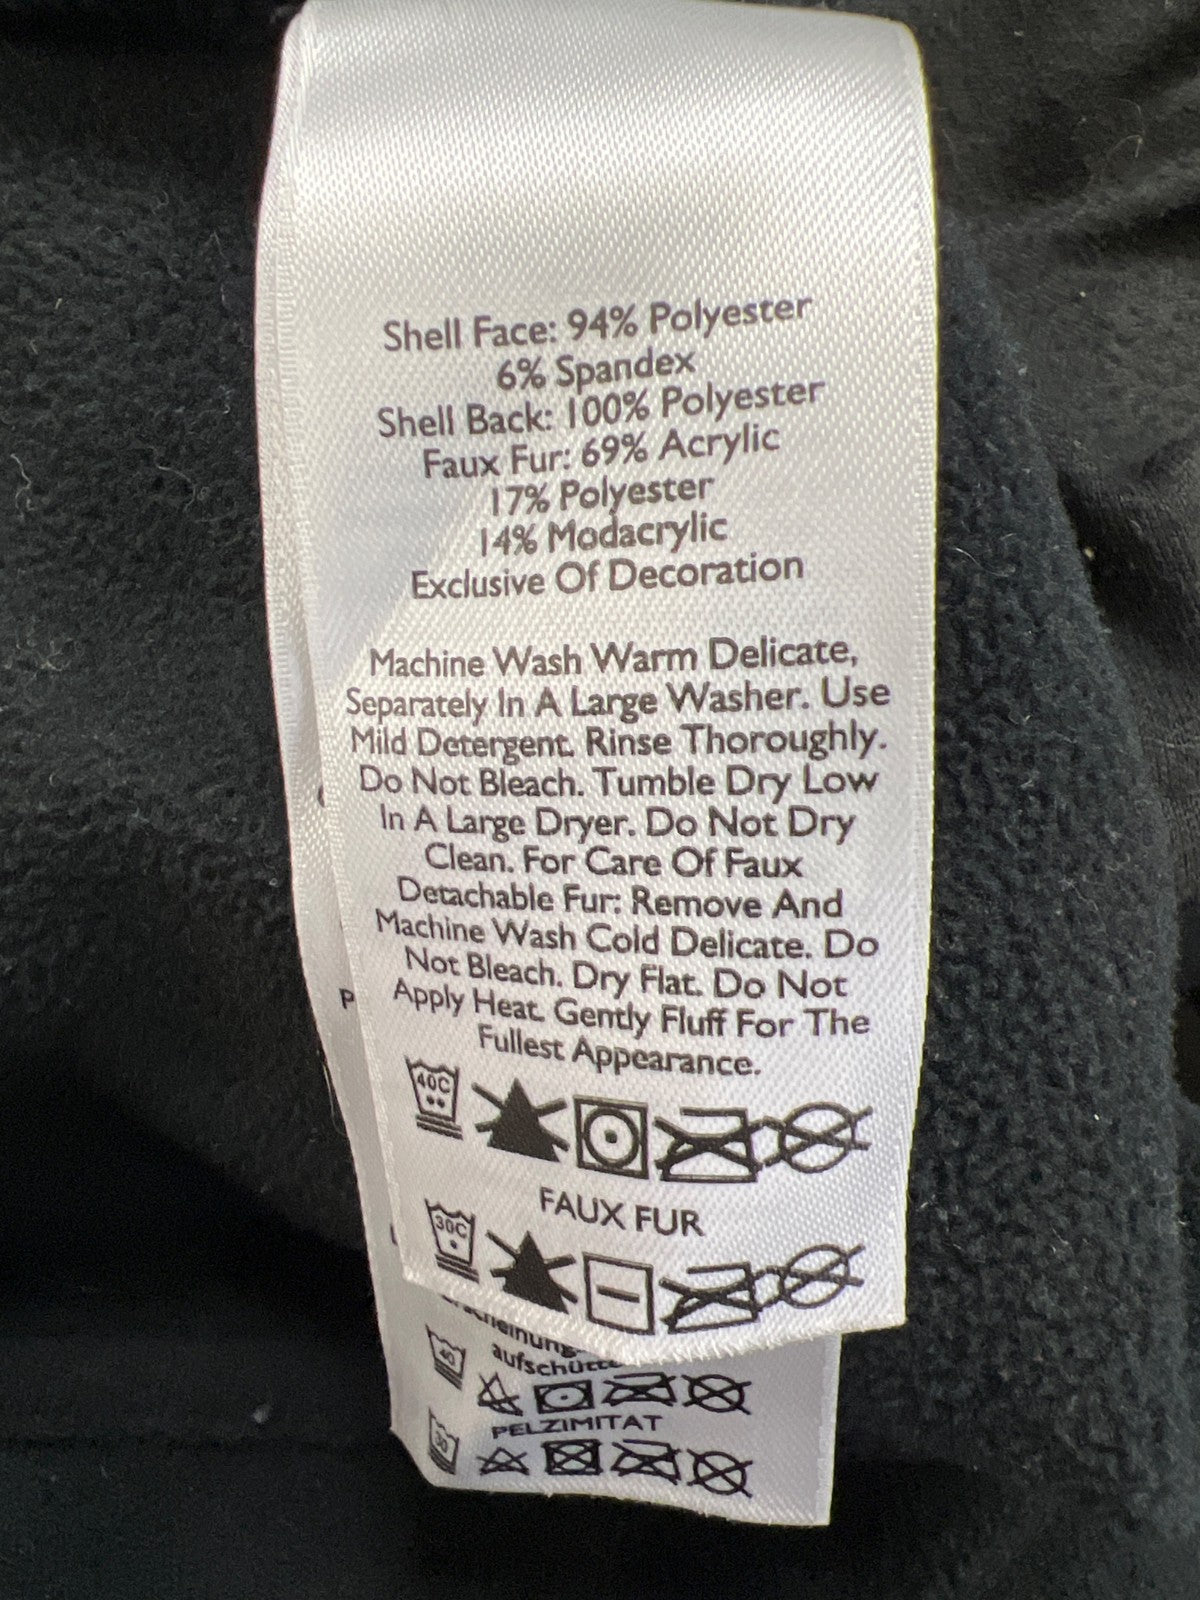 Shell Face: 94% Polyester
6% Spandex
Shell Back: 100% Polyester
Faux Fur: 69% Acrylic
17% Polyester
14% Modacrylic
Exclusive Of Decoration
Machine Wash Warm Delicate,
Separately In A Large Washer. Use
Mild Detergent. Rinse Thoroughly.
Do Not Bleach. Tumble Dry Low
In A Large Dryer. Do Not Dry
Clean. For Care Of Faux
Detachable Fur: Remove And
Machine Wash Cold Delicate. Do
Not Bleach. Dry Flat. Do Not
Apply Heat. Gently Fluff For The
Fullest Appearance.
40C
FAUX FUR
30C
P
40
PELZIMITAT
30